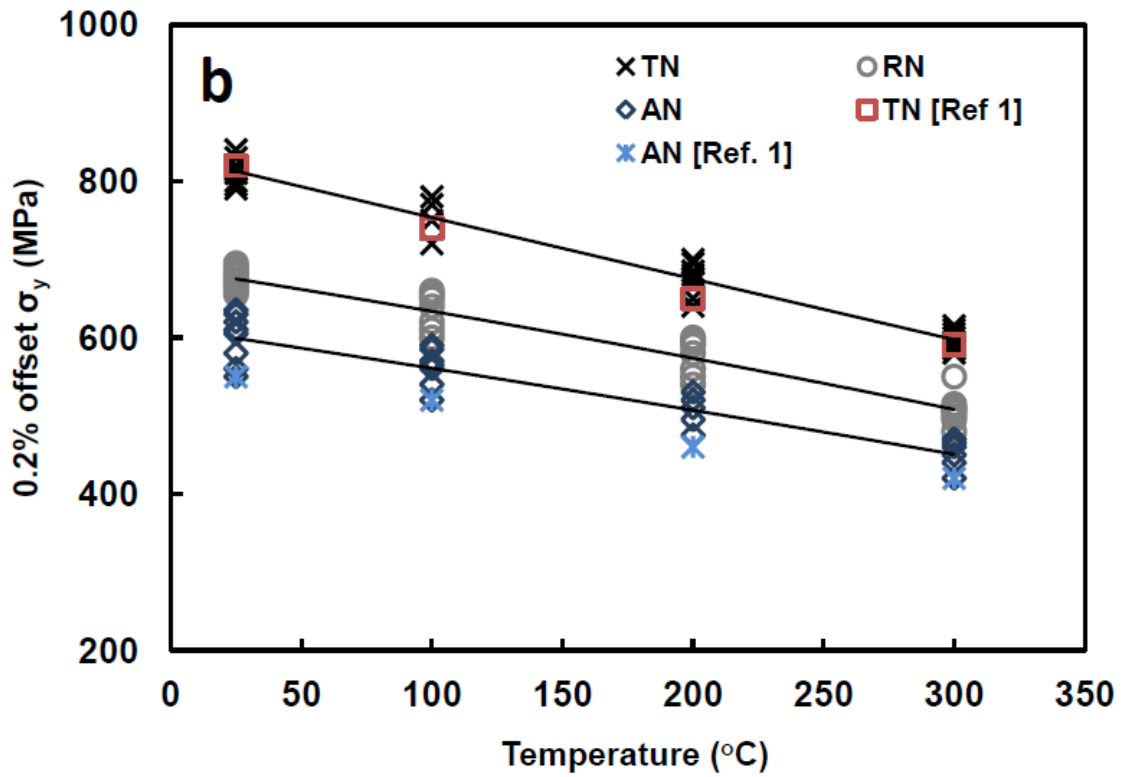 b
TN
RN
AN
TN [Ref 1]
AN [Ref. 1]
1000
800
600
400
200
0
50
100
150
200
250
300
350
0.2% offset σy (MPa)
Temperature (oC)